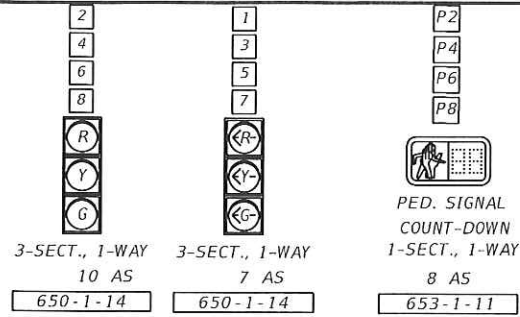 2
4
6
8
R
Y
G
3-SECT., 1-WAY
10 AS
650-1-14
1
3
5
7
<R-
<Y-
<G-
3-SECT., 1-WAY
7 AS
650-1-14
P2
P4
P6
P8
PED. SIGNAL
COUNT-DOWN
1-SECT., 1-WAY
8 AS
653-1-11